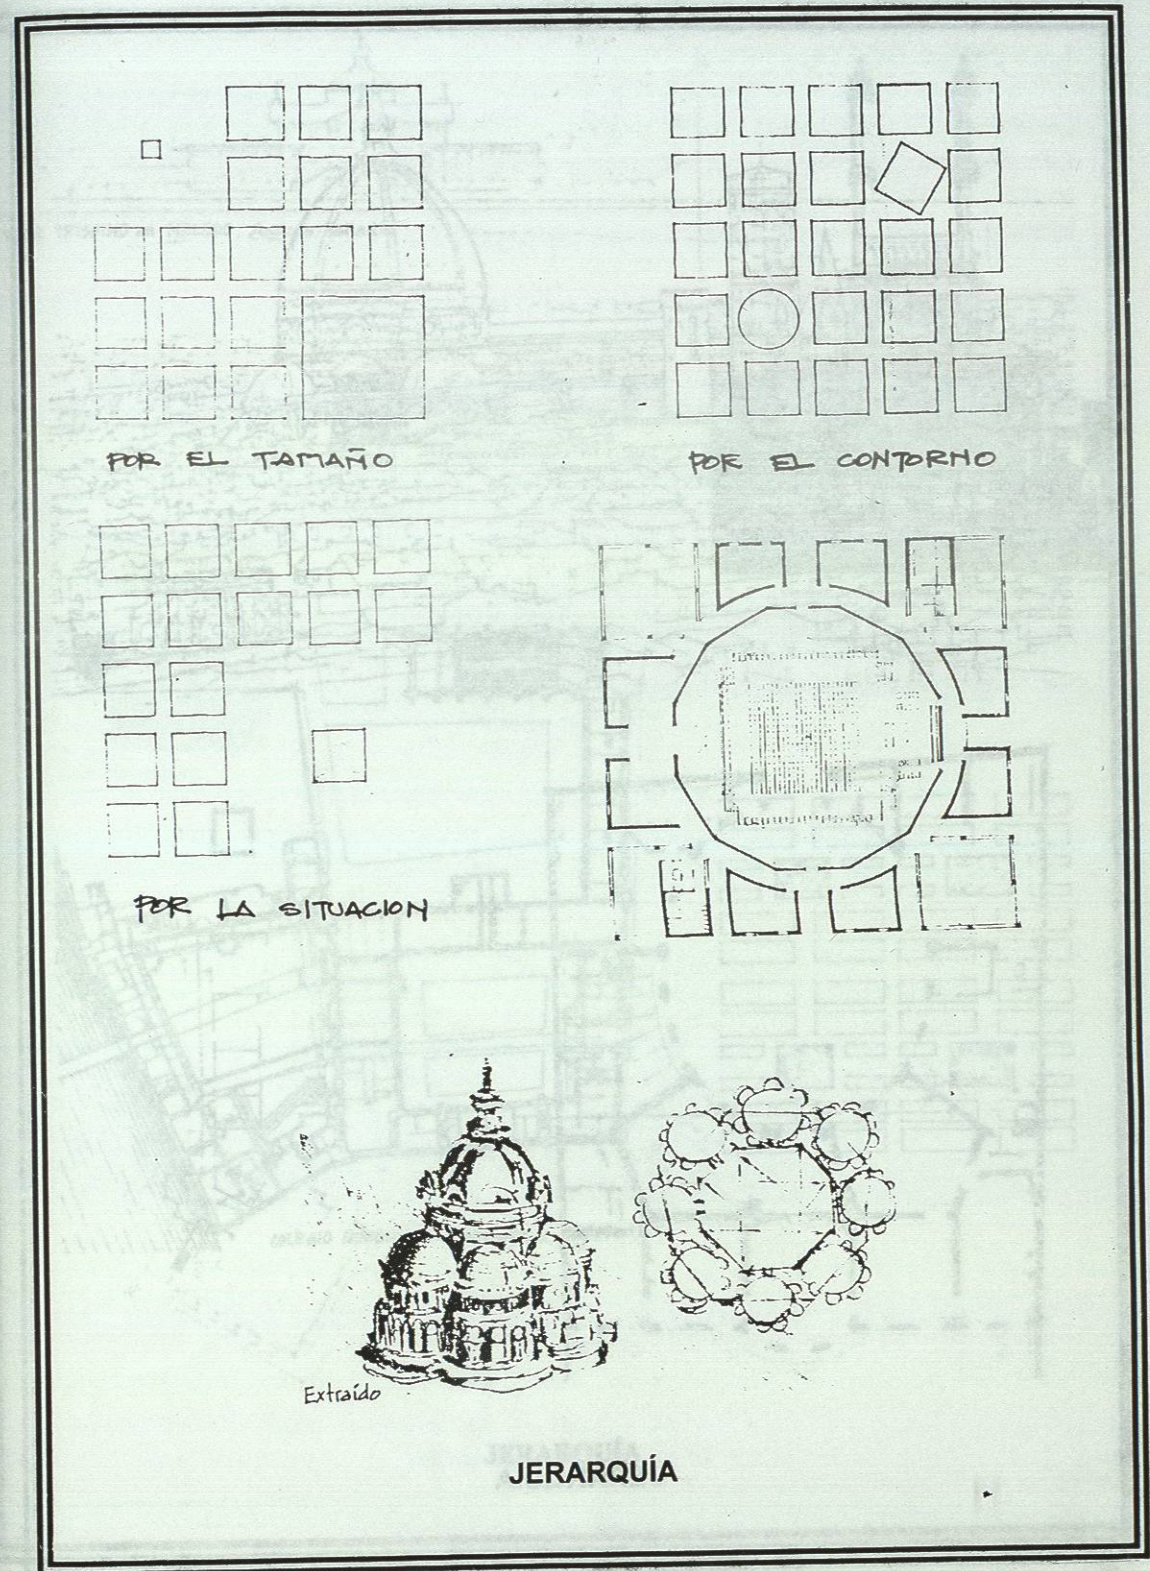 POR EL TAMAÑO
POR EL CONTORNO
POR LA SITUACION
Extraído
JERARQUÍA